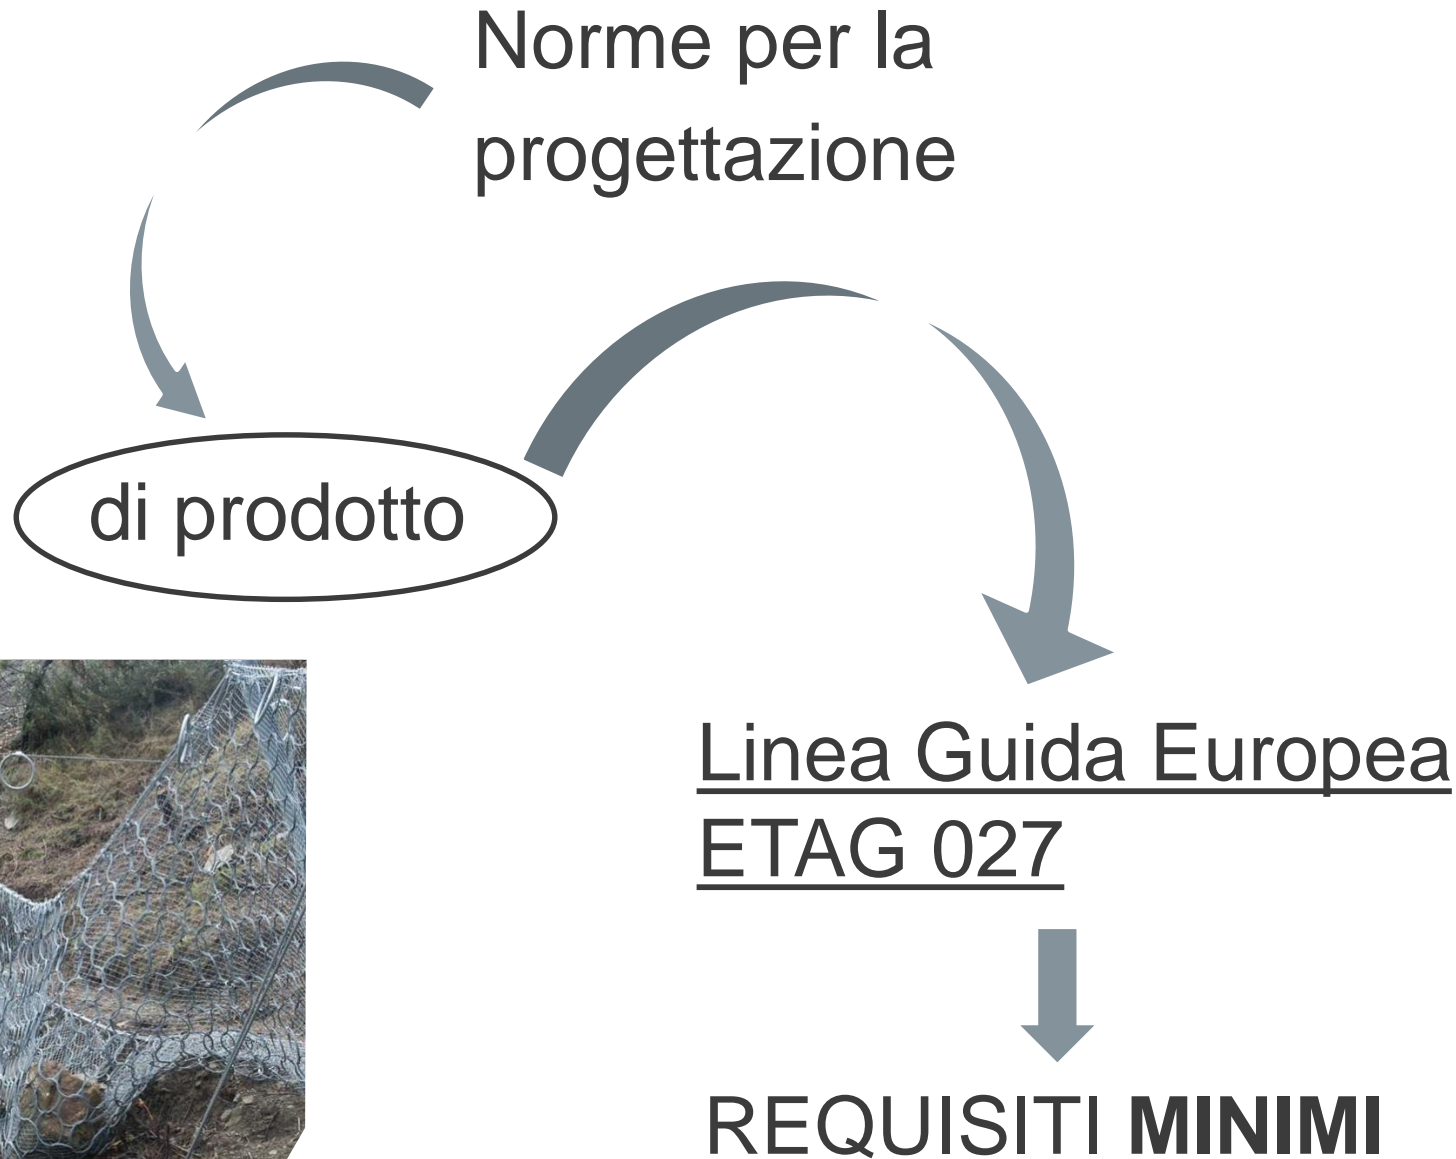 Norme per la
progettazione
di prodotto
Linea Guida Europea
ETAG 027
REQUISITI MINIMI